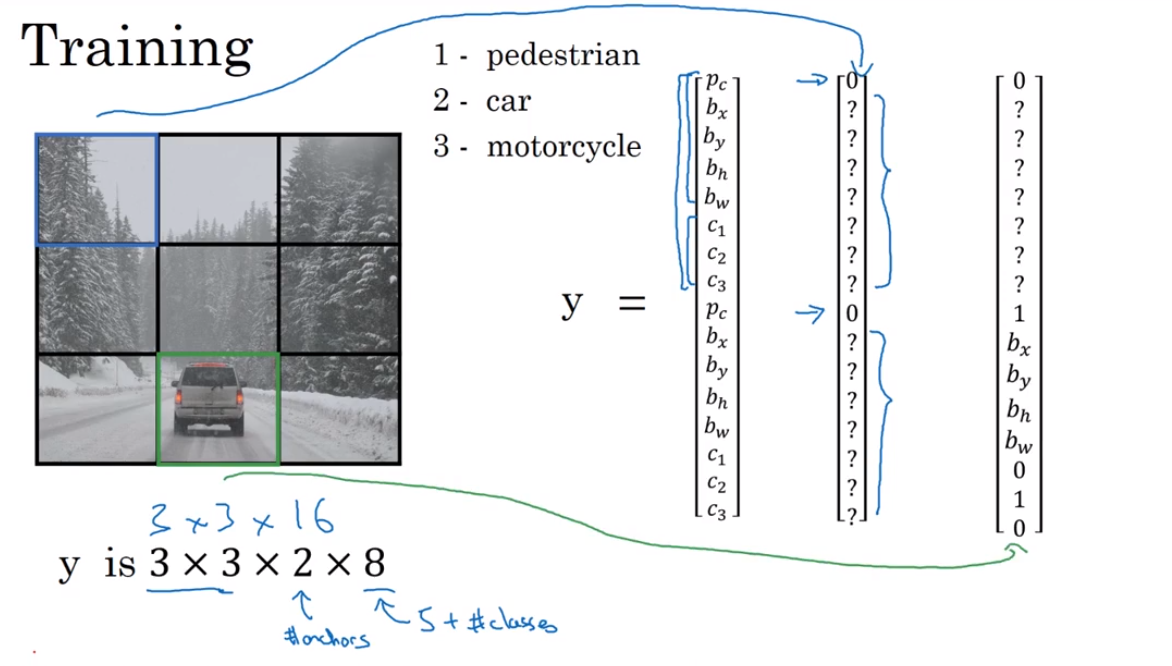 Training
1 - pedestrian
2 - car
3 - motorcycle
y =
p_c
b_x
b_y
b_h
b_w
c_1
c_2
c_3
p_c
b_x
b_y
b_h
b_w
c_1
c_2
c_3
0
?
?
?
?
?
?
?
0
?
?
?
?
?
?
?
0
?
?
?
?
?
?
?
1
b_x
b_y
b_h
b_w
0
1
0
3 × 3 × 16
y is 3 × 3 × 2 × 8
#anchors
5 + #classes